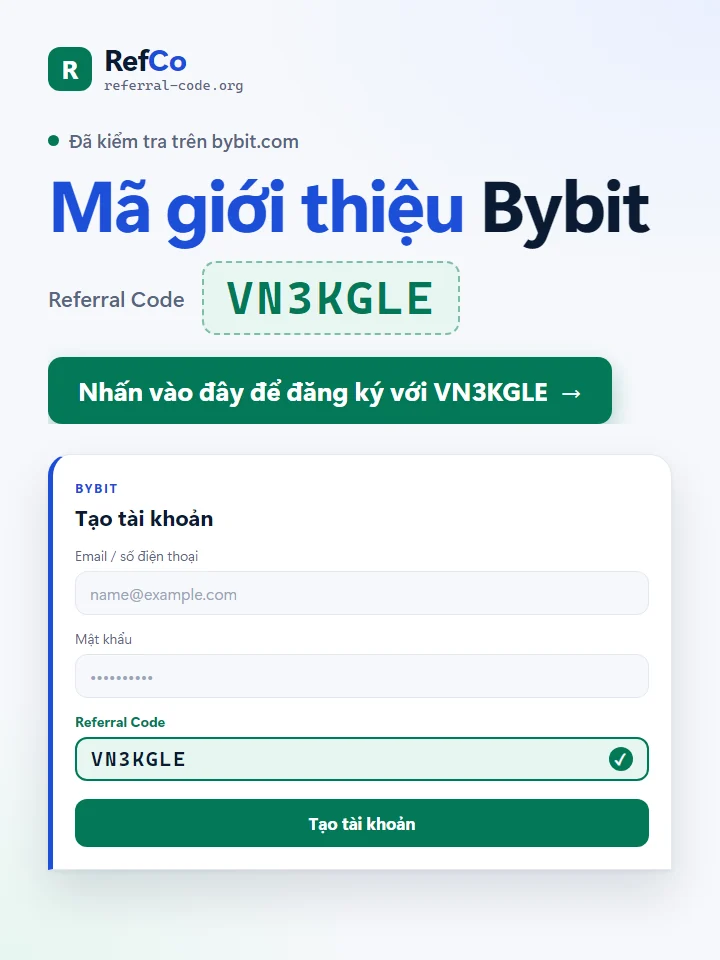 R
RefCo
referral-code.org
Đã kiểm tra trên bybit.com
Mã giới thiệu Bybit
Referral Code
VN3KGLE
Nhấn vào đây để đăng ký với VN3KGLE →
BYBIT
Tạo tài khoản
Email / số điện thoại
name@example.com
Mật khẩu
••••••••••
Referral Code
VN3KGLE
Tạo tài khoản